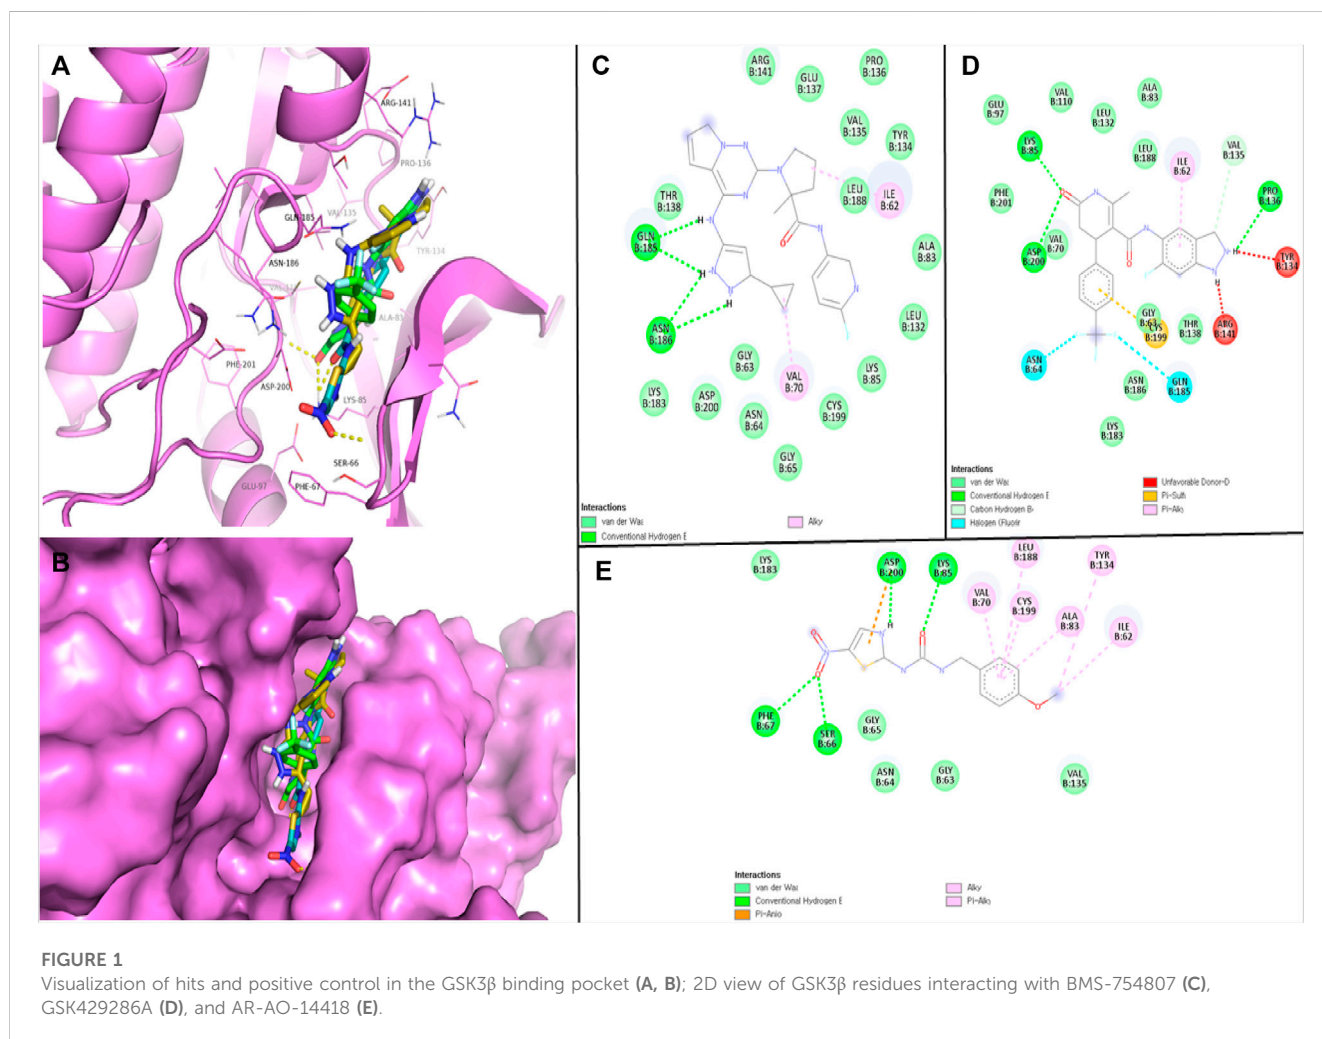 A
ARG-141
PRO-136
VAL-135
GLN-185
TYR-134
ASN-186
ALA-83
PHE-201
ASP-200
LYS-85
SER-66
GLU-97
PHE-67
B
C
ARG
B:141
GLU
B:137
PRO
B:136
VAL
B:135
TYR
B:134
THR
B:138
LEU
B:188
ILE
B:62
GLN
B:185
ALA
B:83
ASN
B:186
LEU
B:132
GLY
B:63
LYS
B:85
VAL
B:70
LYS
B:183
ASP
B:200
ASN
B:64
CYS
B:199
GLY
B:65
H
H
H
N
N
N
N
N
N
N
O
F
Interactions
van der Waa
Conventional Hydrogen B
Alky
D
GLU
B:97
VAL
B:110
LEU
B:132
ALA
B:83
LYS
B:85
LEU
B:188
ILE
B:62
VAL
B:135
PHE
B:201
PRO
B:136
VAL
B:70
ASP
B:200
TYR
B:134
GLY
B:63
CYS
B:199
THR
B:138
ARG
B:141
ASN
B:64
ASN
B:186
GLN
B:185
LYS
B:183
H
H
Interactions
van der Waa
Conventional Hydrogen B
Carbon Hydrogen Bo
Halogen (Fluorin
Unfavorable Donor-D
Pi-Sulfu
Pi-Alky
E
LYS
B:183
ASP
B:200
LYS
B:85
LEU
B:188
TYR
B:134
VAL
B:70
CYS
B:199
ALA
B:83
ILE
B:62
PHE
B:67
SER
B:66
GLY
B:65
ASN
B:64
GLY
B:63
VAL
B:135
H
Interactions
van der Waa
Conventional Hydrogen B
Pi-Anio
Alky
Pi-Alky
FIGURE 1
Visualization of hits and positive control in the GSK3β binding pocket (A, B); 2D view of GSK3β residues interacting with BMS-754807 (C),
GSK429286A (D), and AR-AO-14418 (E).